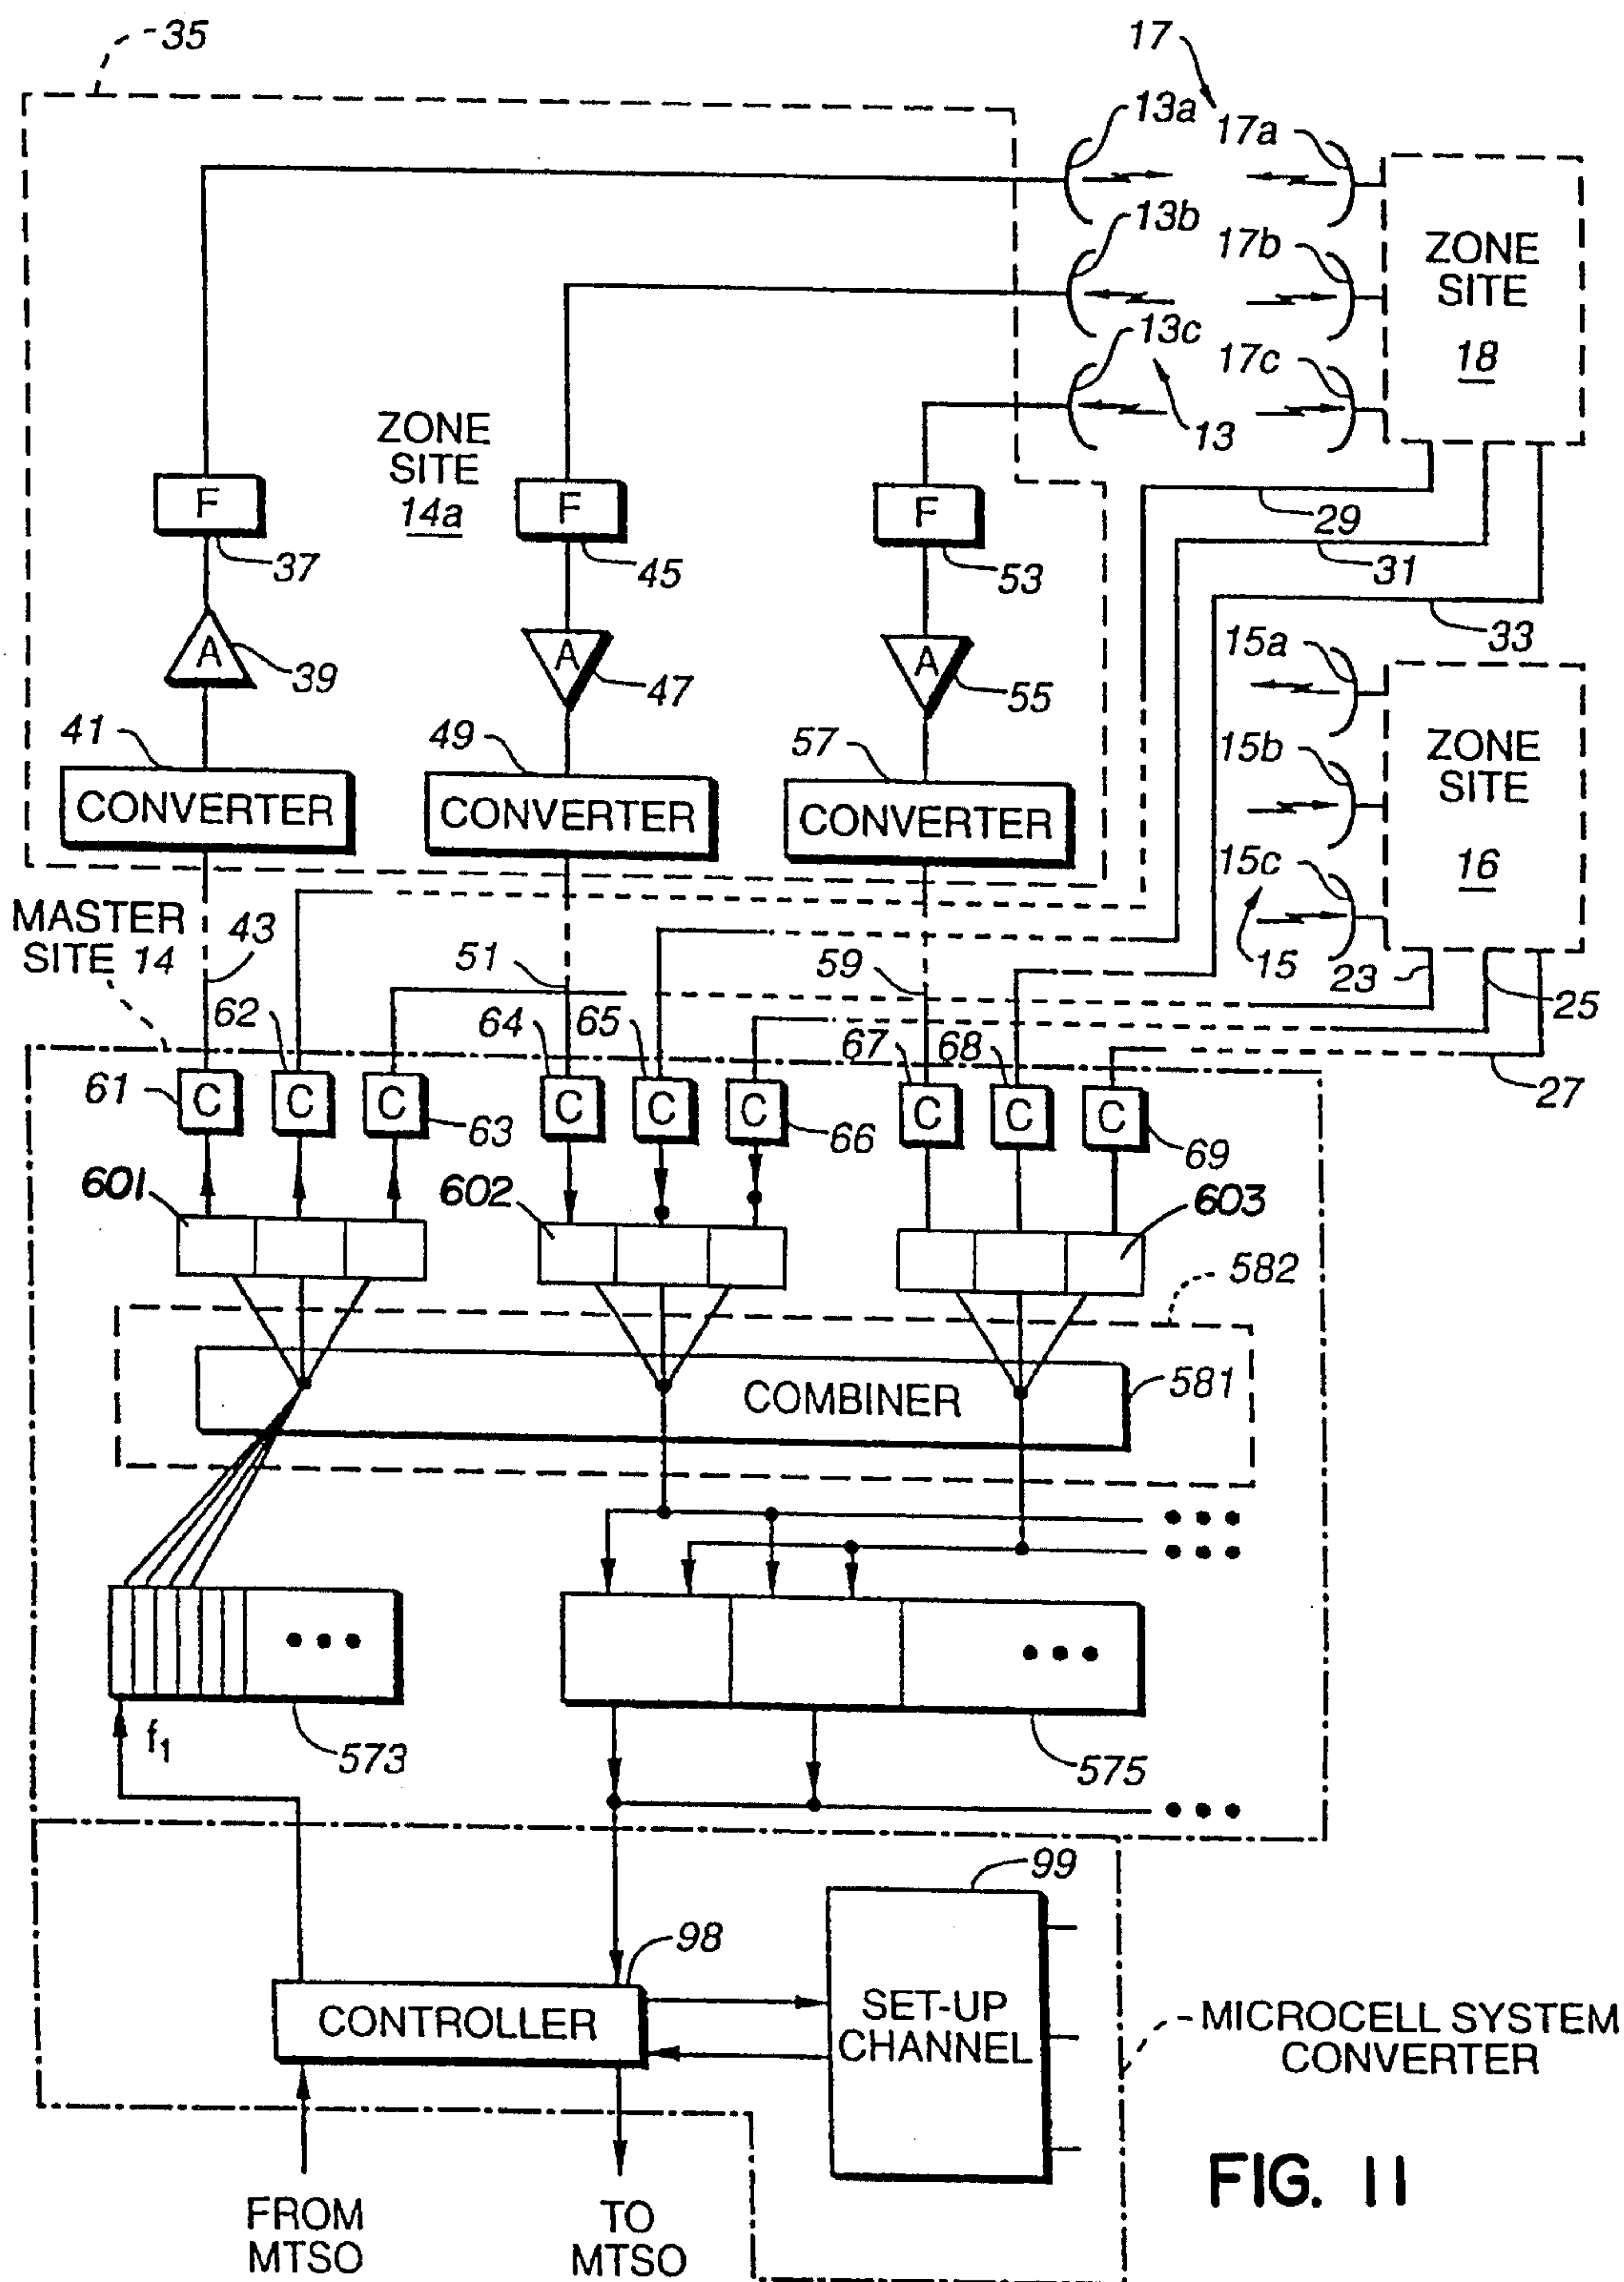 35
17
13a
17a
13b
17b
13c
17c
13
ZONE
SITE
18
ZONE
SITE
14a
F
37
F
45
F
53
29
31
33
A
39
A
47
A
55
15a
15b
15c
15
ZONE
SITE
16
41
CONVERTER
49
CONVERTER
57
CONVERTER
MASTER
SITE 14
43
51
59
23
25
27
61
C
62
C
C
63
64
C
65
C
C
66
67
C
68
C
C
69
601
602
603
582
COMBINER
581
f1
573
575
99
98
CONTROLLER
SET-UP
CHANNEL
MICROCELL SYSTEM
CONVERTER
FROM
MTSO
TO
MTSO
FIG. 11